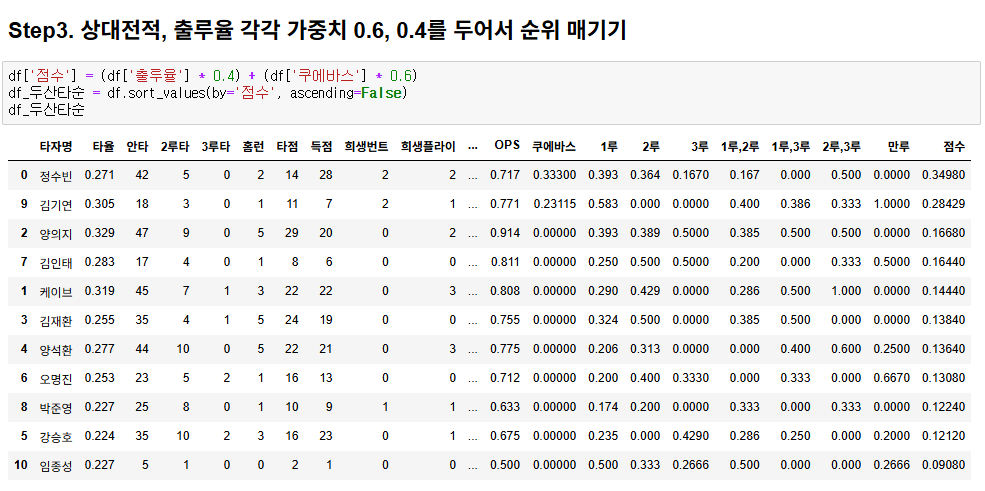 Step3. 상대전적, 출루율 각각 가중치 0.6, 0.4를 두어서 순위 매기기
df['점수'] = (df['출루율'] * 0.4) + (df['쿠에바스'] * 0.6)
df_두산타순 = df.sort_values(by='점수', ascending=False)
df_두산타순
타자명 타율 안타 2루타 3루타 홈런 타점 득점 희생번트 희생플라이 ... OPS 쿠에바스 1루 2루 3루 1루,2루 1루,3루 2루,3루 만루 점수
0 정수빈 0.271 42 5 0 2 14 28 2 2 ... 0.717 0.33300 0.393 0.364 0.1670 0.167 0.000 0.500 0.0000 0.34980
9 김기연 0.305 18 3 0 1 11 7 2 1 ... 0.771 0.23115 0.583 0.000 0.0000 0.400 0.386 0.333 1.0000 0.28429
2 양의지 0.329 47 9 0 5 29 20 0 2 ... 0.914 0.00000 0.393 0.389 0.5000 0.385 0.500 0.500 0.0000 0.16680
7 김인태 0.283 17 4 0 1 8 6 0 0 ... 0.811 0.00000 0.250 0.500 0.5000 0.200 0.000 0.333 0.5000 0.16440
1 케이브 0.319 45 7 1 3 22 22 0 3 ... 0.808 0.00000 0.290 0.429 0.0000 0.286 0.500 1.000 0.0000 0.14440
3 김재환 0.255 35 4 1 5 24 19 0 0 ... 0.755 0.00000 0.324 0.500 0.0000 0.385 0.500 0.000 0.0000 0.13840
4 양석환 0.277 44 10 0 5 22 21 0 3 ... 0.775 0.00000 0.206 0.313 0.0000 0.000 0.400 0.600 0.2500 0.13640
6 오명진 0.253 23 5 2 1 16 13 0 0 ... 0.712 0.00000 0.200 0.400 0.3330 0.000 0.333 0.000 0.6670 0.13080
8 박준영 0.227 25 8 0 1 10 9 1 1 ... 0.633 0.00000 0.174 0.200 0.0000 0.333 0.000 0.333 0.0000 0.12240
5 강승호 0.224 35 10 2 3 16 23 0 1 ... 0.675 0.00000 0.235 0.000 0.4290 0.286 0.250 0.000 0.2000 0.12120
10 임종성 0.227 5 1 0 0 2 1 0 0 ... 0.500 0.00000 0.500 0.333 0.2666 0.500 0.000 0.000 0.2666 0.09080